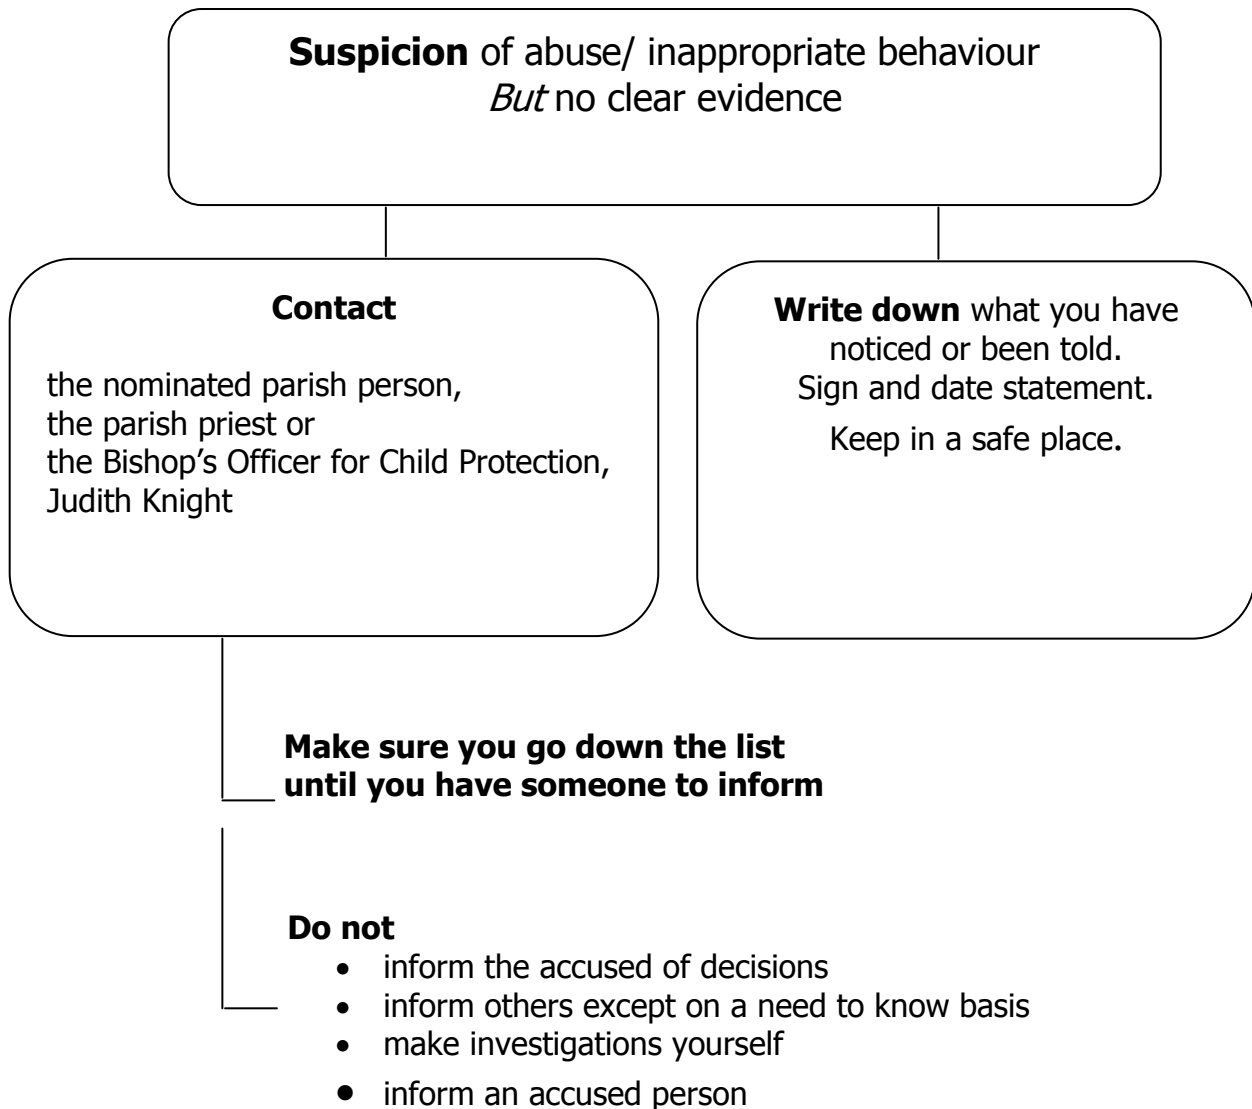 Suspicion of abuse/ inappropriate behaviour
But no clear evidence
Contact
the nominated parish person,
the parish priest or
the Bishop’s Officer for Child Protection,
Judith Knight
Write down what you have
noticed or been told.
Sign and date statement.
Keep in a safe place.
Make sure you go down the list
until you have someone to inform
Do not
• inform the accused of decisions
• inform others except on a need to know basis
• make investigations yourself
• inform an accused person